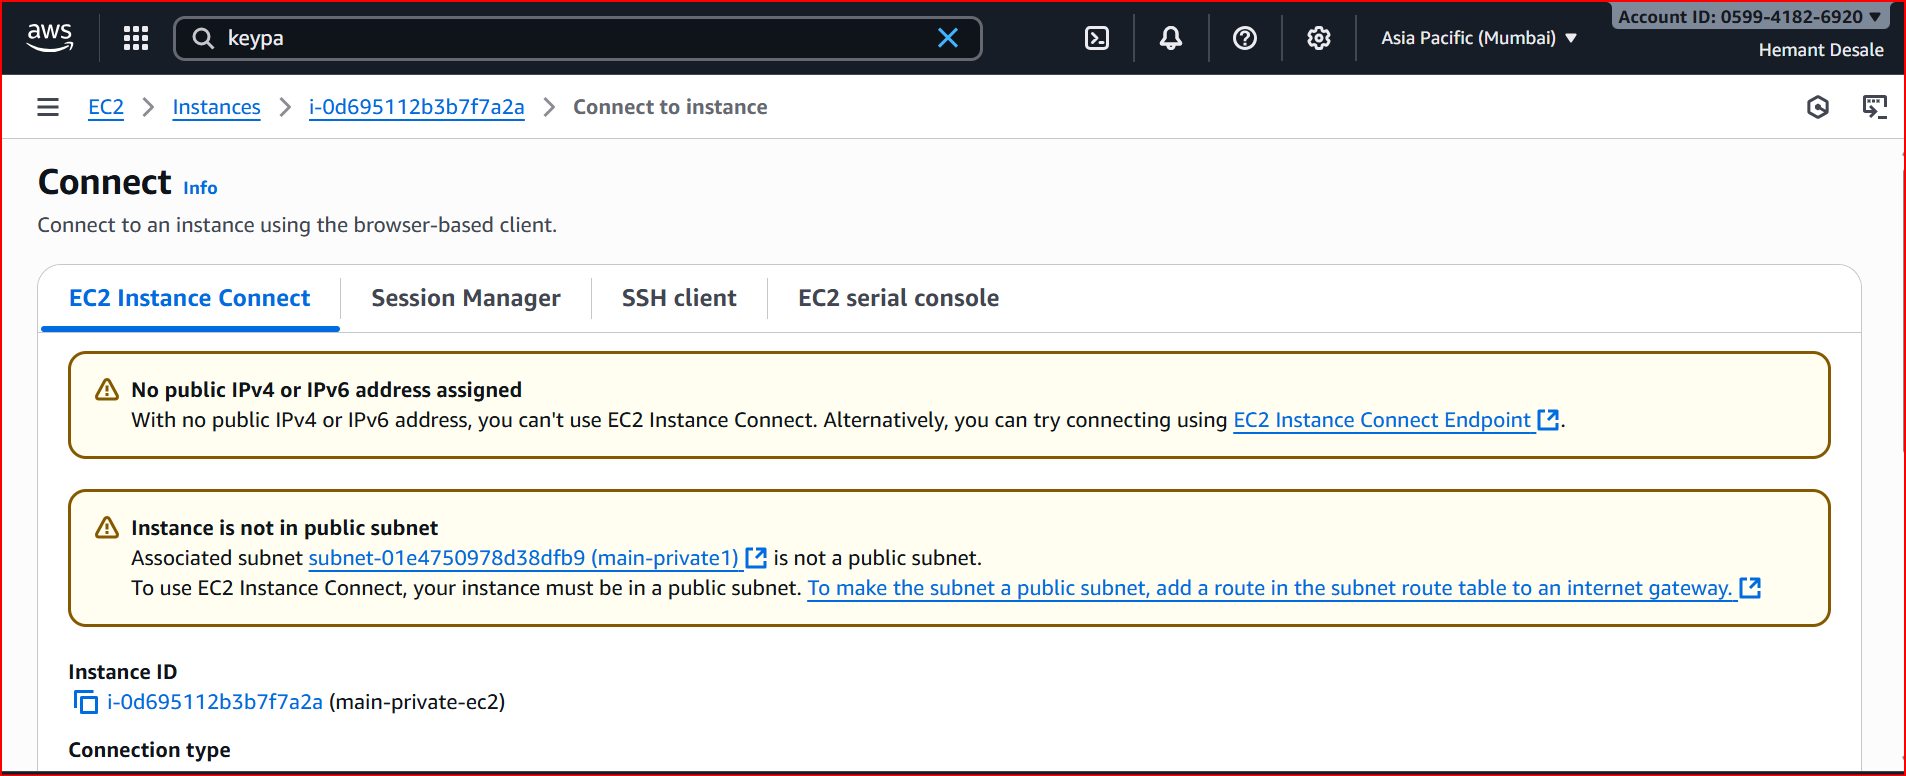 aws
keypa
Asia Pacific (Mumbai)
Account ID: 0599-4182-6920
Hemant Desale
EC2 Instances i-0d695112b3b7f7a2a Connect to instance
Connect Info
Connect to an instance using the browser-based client.
EC2 Instance Connect Session Manager SSH client EC2 serial console
No public IPv4 or IPv6 address assigned
With no public IPv4 or IPv6 address, you can't use EC2 Instance Connect. Alternatively, you can try connecting using EC2 Instance Connect Endpoint.
Instance is not in public subnet
Associated subnet subnet-01e4750978d38dfb9 (main-private1) is not a public subnet.
To use EC2 Instance Connect, your instance must be in a public subnet. To make the subnet a public subnet, add a route in the subnet route table to an internet gateway.
Instance ID
i-0d695112b3b7f7a2a (main-private-ec2)
Connection type